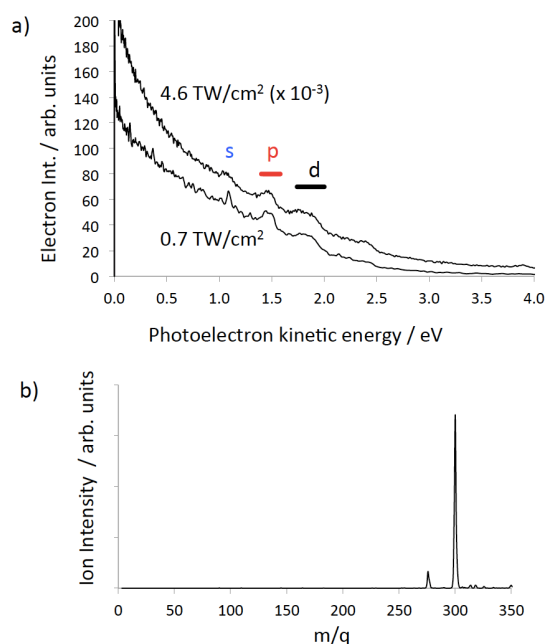 a)
Electron Int. / arb. units
200
180
160
140
120
100
80
60
40
20
0
4.6 TW/cm² (x 10⁻³)
s p d
0.7 TW/cm²
0.0 0.5 1.0 1.5 2.0 2.5 3.0 3.5 4.0
Photoelectron kinetic energy / eV
b)
Ion Intensity / arb. units
0 50 100 150 200 250 300 350
m/q